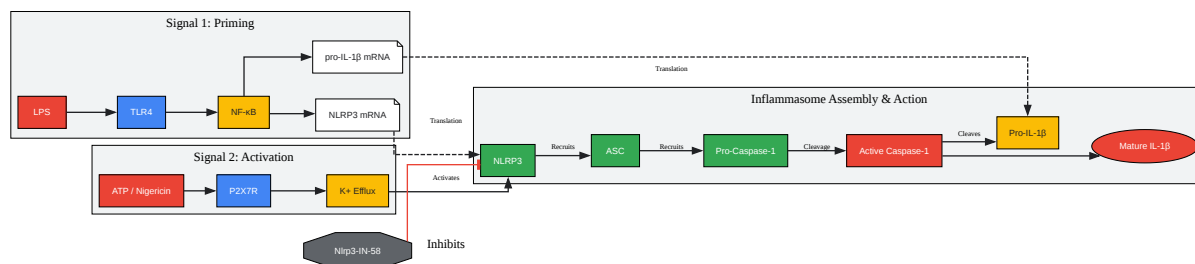 Signal 1: Priming
pro-IL-1β mRNA
LPS
TLR4
NF-κB
NLRP3 mRNA
Translation
Translation
Signal 2: Activation
ATP / Nigericin
P2X7R
K+ Efflux
Activates
Inflammasome Assembly & Action
NLRP3
Recruits
ASC
Recruits
Pro-Caspase-1
Cleavage
Active Caspase-1
Cleaves
Pro-IL-1β
Mature IL-1β
Nlrp3-IN-58
Inhibits